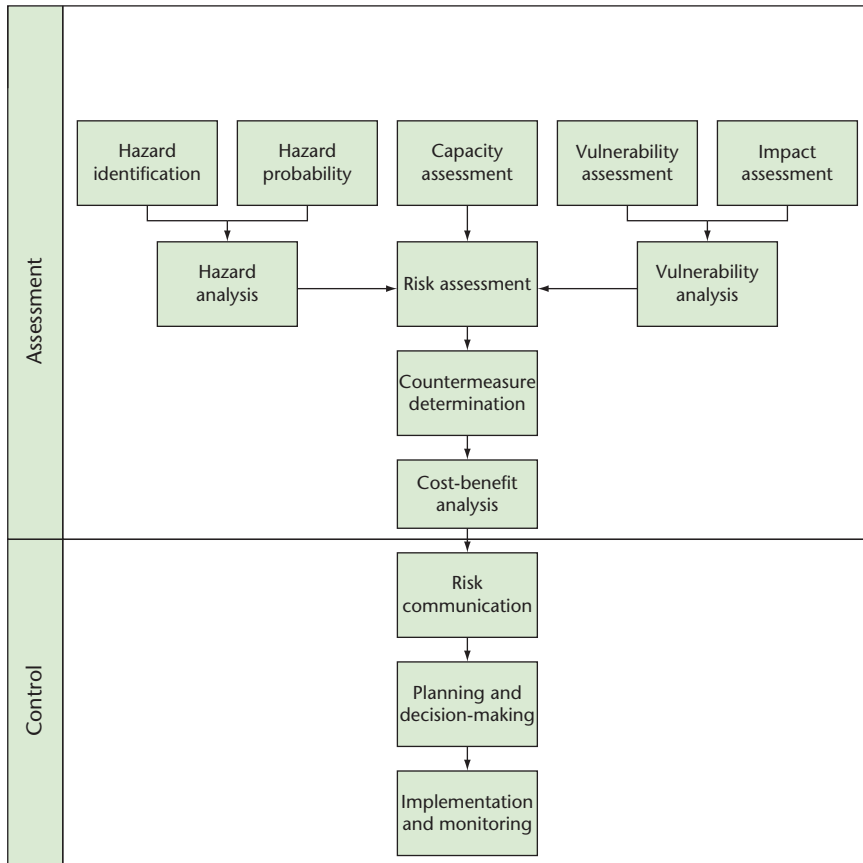 Assessment
Hazard
identification
Hazard
probability
Capacity
assessment
Vulnerability
assessment
Impact
assessment
Hazard
analysis
Risk assessment
Vulnerability
analysis
Countermeasure
determination
Cost-benefit
analysis
Control
Risk
communication
Planning and
decision-making
Implementation
and monitoring